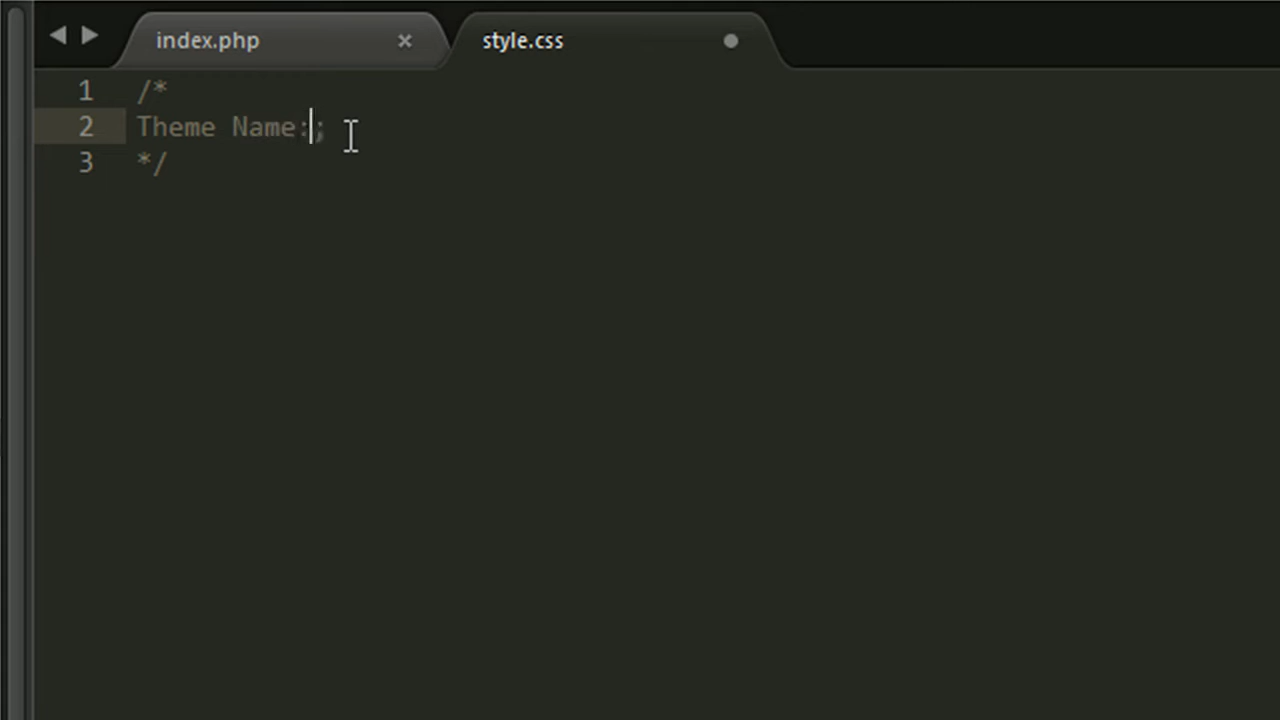 index.php × style.css
1 /*
2 Theme Name:;
3 */